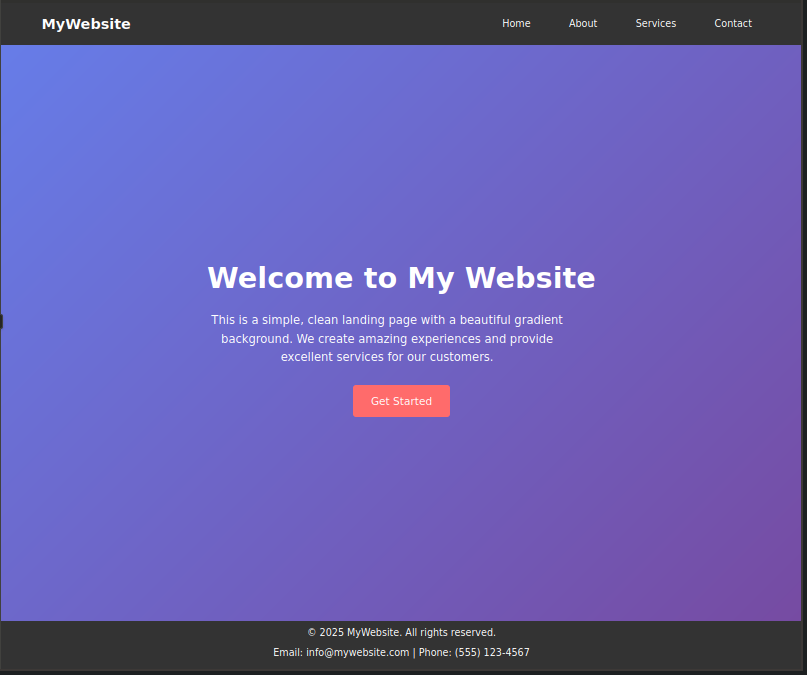 MyWebsite
Home About Services Contact
Welcome to My Website
This is a simple, clean landing page with a beautiful gradient
background. We create amazing experiences and provide
excellent services for our customers.
Get Started
© 2025 MyWebsite. All rights reserved.
Email: info@mywebsite.com | Phone: (555) 123-4567